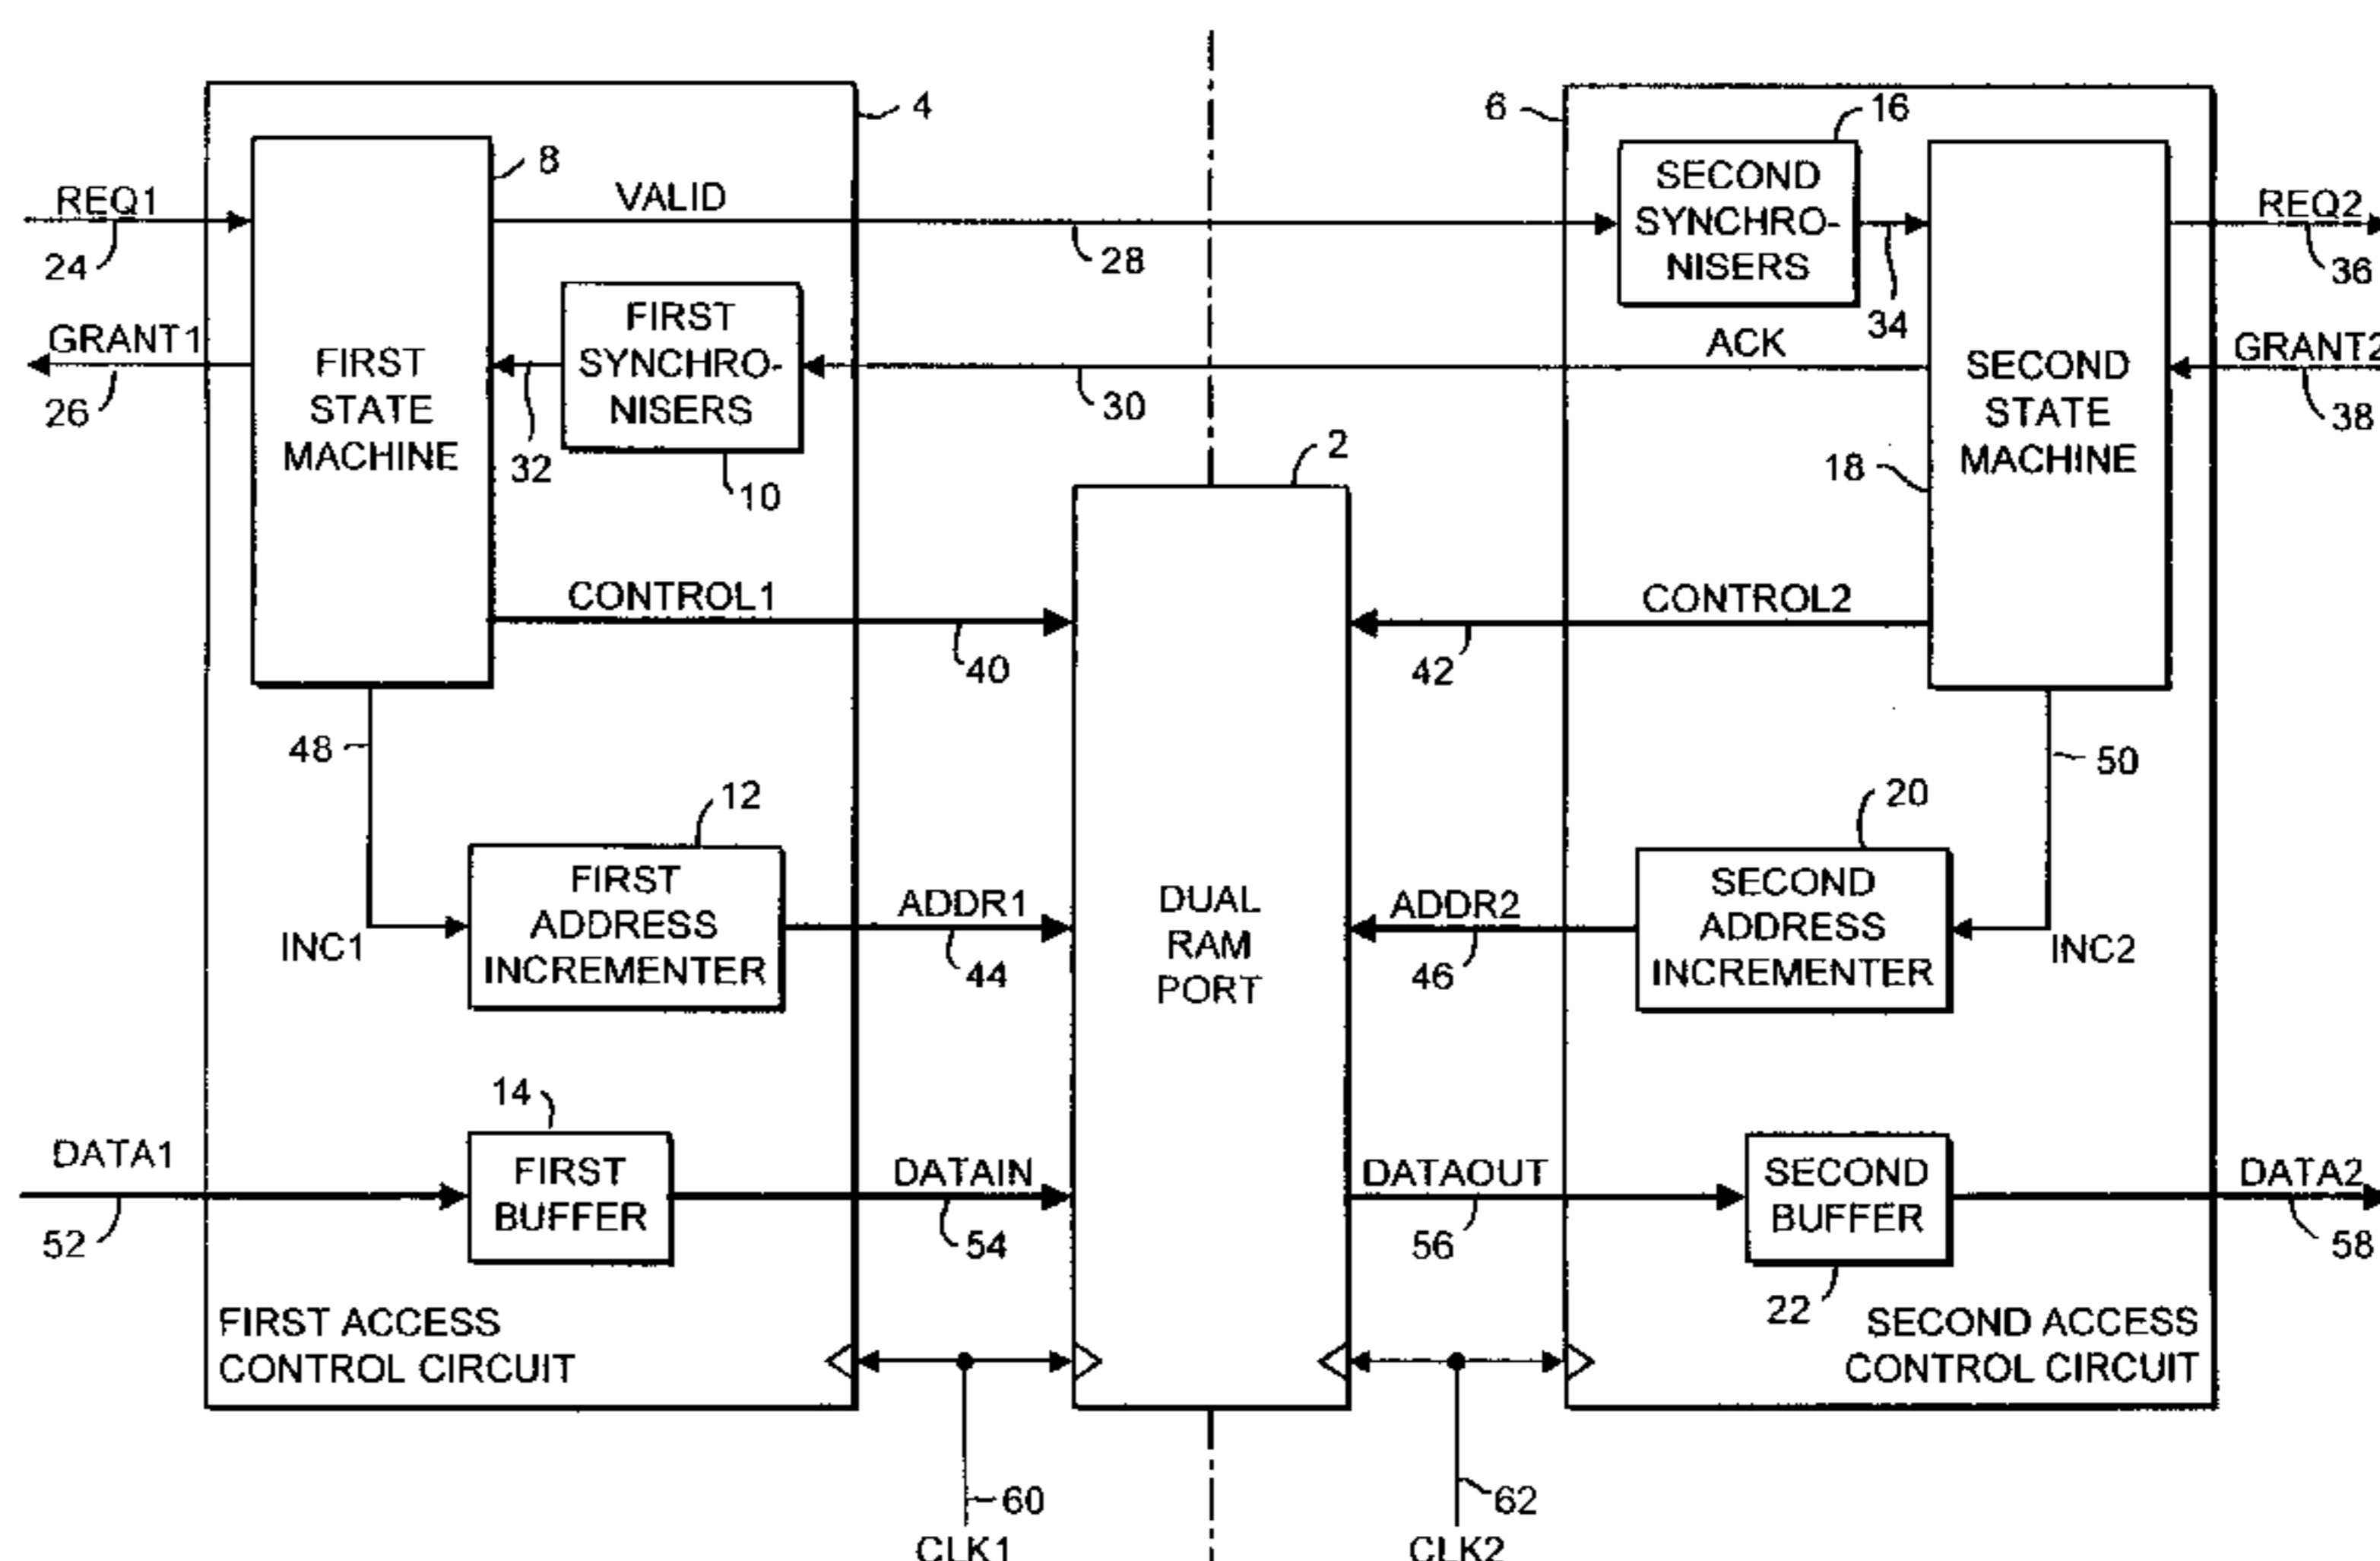 4
6
16
8
REQ1
VALID
SECOND
SYNCHRO-
NISERS
REQ2
24
28
34
36
GRANT1
FIRST
SYNCHRO-
NISERS
ACK
GRANT2
26
FIRST
STATE
MACHINE
32
10
30
2
18
SECOND
STATE
MACHINE
38
CONTROL1
40
CONTROL2
42
48
50
12
20
INC1
FIRST
ADDRESS
INCREMENTER
ADDR1
44
DUAL
RAM
PORT
ADDR2
46
SECOND
ADDRESS
INCREMENTER
INC2
14
DATA1
52
FIRST
BUFFER
DATAIN
54
DATAOUT
56
SECOND
BUFFER
22
DATA2
58
FIRST ACCESS
CONTROL CIRCUIT
SECOND ACCESS
CONTROL CIRCUIT
60
62
CLK1
CLK2